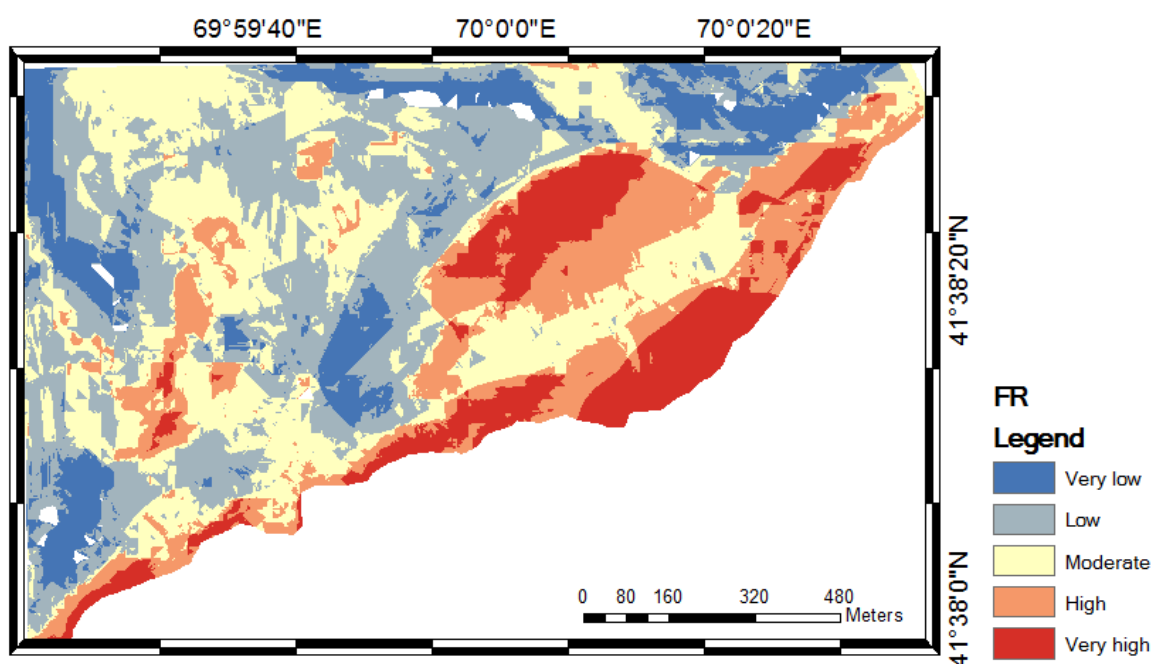 69°59'40"E 70°0'0"E 70°0'20"E
41°38'20"N
41°38'0"N
FR
Legend
Very low
Low
Moderate
High
Very high
0 80 160 320 480
Meters